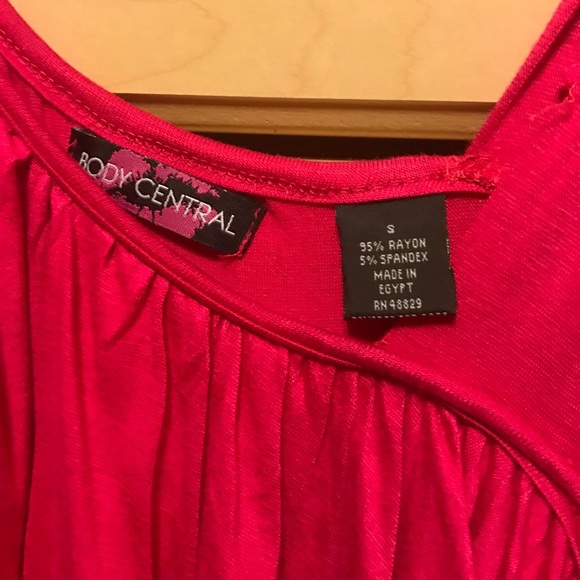 BODY CENTRAL
S
95% RAYON
5% SPANDEX
MADE IN
EGYPT
RN 48829